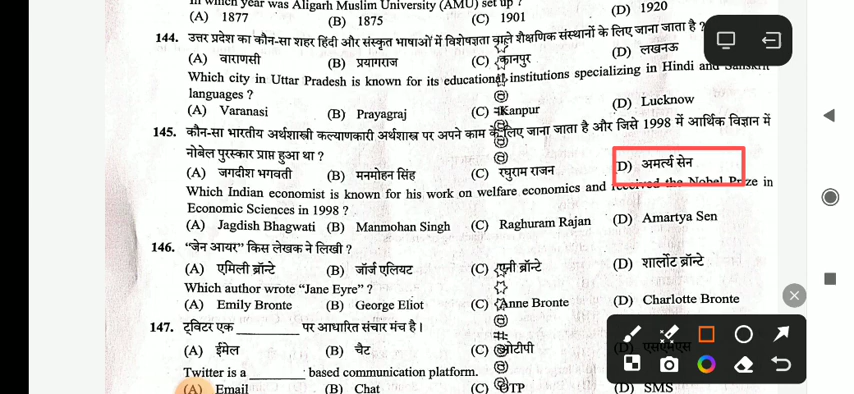 In which year was Aligarh Muslim University (AMU) set up ?
(A) 1877 (B) 1875 (C) 1901 (D) 1920
144. उत्तर प्रदेश का कौन-सा शहर हिंदी और संस्कृत भाषाओं में विशेषज्ञता वाले शैक्षणिक संस्थानों के लिए जाना जाता है ?
(A) वाराणसी (B) प्रयागराज (C) कानपुर (D) लखनऊ
Which city in Uttar Pradesh is known for its educational institutions specializing in Hindi and Sanskrit
languages ?
(A) Varanasi (B) Prayagraj (C) Kanpur (D) Lucknow
145. कौन-सा भारतीय अर्थशास्त्री कल्याणकारी अर्थशास्त्र पर अपने काम के लिए जाना जाता है और जिसे 1998 में आर्थिक विज्ञान में
नोबेल पुरस्कार प्राप्त हुआ था ?
(A) जगदीश भगवती (B) मनमोहन सिंह (C) रघुराम राजन D) अमर्त्य सेन
Which Indian economist is known for his work on welfare economics and received the Nobel Prize in
Economic Sciences in 1998 ?
(A) Jagdish Bhagwati (B) Manmohan Singh (C) Raghuram Rajan (D) Amartya Sen
146. “जेन आयर” किस लेखक ने लिखी ?
(A) एमिली ब्रॉन्टे (B) जॉर्ज एलियट (C) एनी ब्रॉन्टे (D) शार्लोट ब्रॉन्टे
Which author wrote “Jane Eyre” ?
(A) Emily Bronte (B) George Eliot (C) Anne Bronte (D) Charlotte Bronte
147. ट्विटर एक __________ पर आधारित संचार मंच है।
(A) ईमेल (B) चैट (C) ओटीपी (D) एसएमएस
Twitter is a __________ based communication platform.
(A) Email (B) Chat (C) OTP (D) SMS